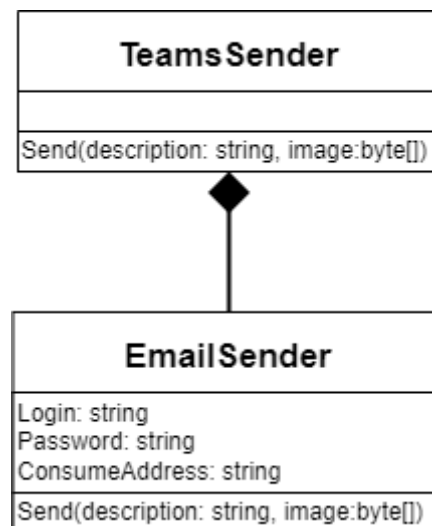 TeamsSender
Send(description: string, image:byte[])
EmailSender
Login: string
Password: string
ConsumeAddress: string
Send(description: string, image:byte[])